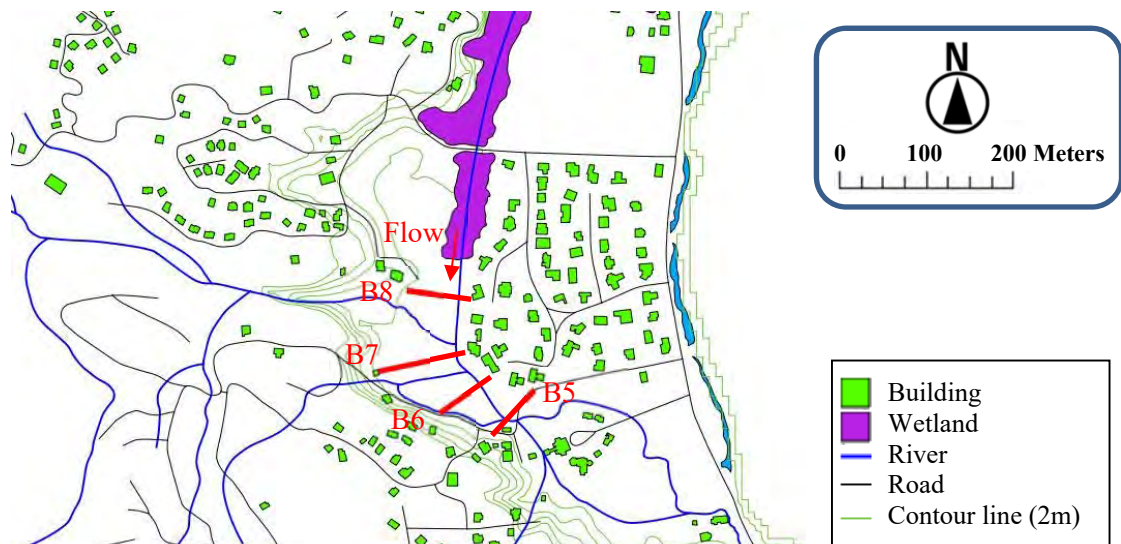 N
0 100 200 Meters
Flow
B8
B7
B6
B5
Building
Wetland
River
Road
Contour line (2m)